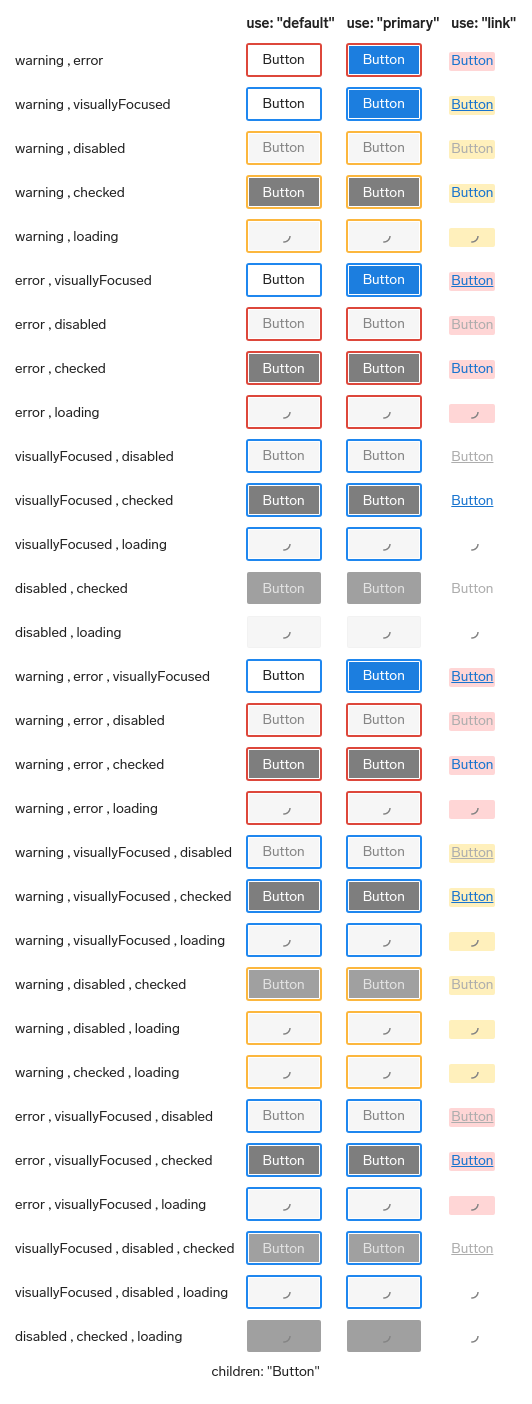 use: "default" use: "primary" use: "link"
warning , error Button Button Button
warning , visuallyFocused Button Button Button
warning , disabled Button Button Button
warning , checked Button Button Button
warning , loading
error , visuallyFocused Button Button Button
error , disabled Button Button Button
error , checked Button Button Button
error , loading
visuallyFocused , disabled Button Button Button
visuallyFocused , checked Button Button Button
visuallyFocused , loading
disabled , checked Button Button Button
disabled , loading
warning , error , visuallyFocused Button Button Button
warning , error , disabled Button Button Button
warning , error , checked Button Button Button
warning , error , loading
warning , visuallyFocused , disabled Button Button Button
warning , visuallyFocused , checked Button Button Button
warning , visuallyFocused , loading
warning , disabled , checked Button Button Button
warning , disabled , loading
warning , checked , loading
error , visuallyFocused , disabled Button Button Button
error , visuallyFocused , checked Button Button Button
error , visuallyFocused , loading
visuallyFocused , disabled , checked Button Button Button
visuallyFocused , disabled , loading
disabled , checked , loading
children: "Button"